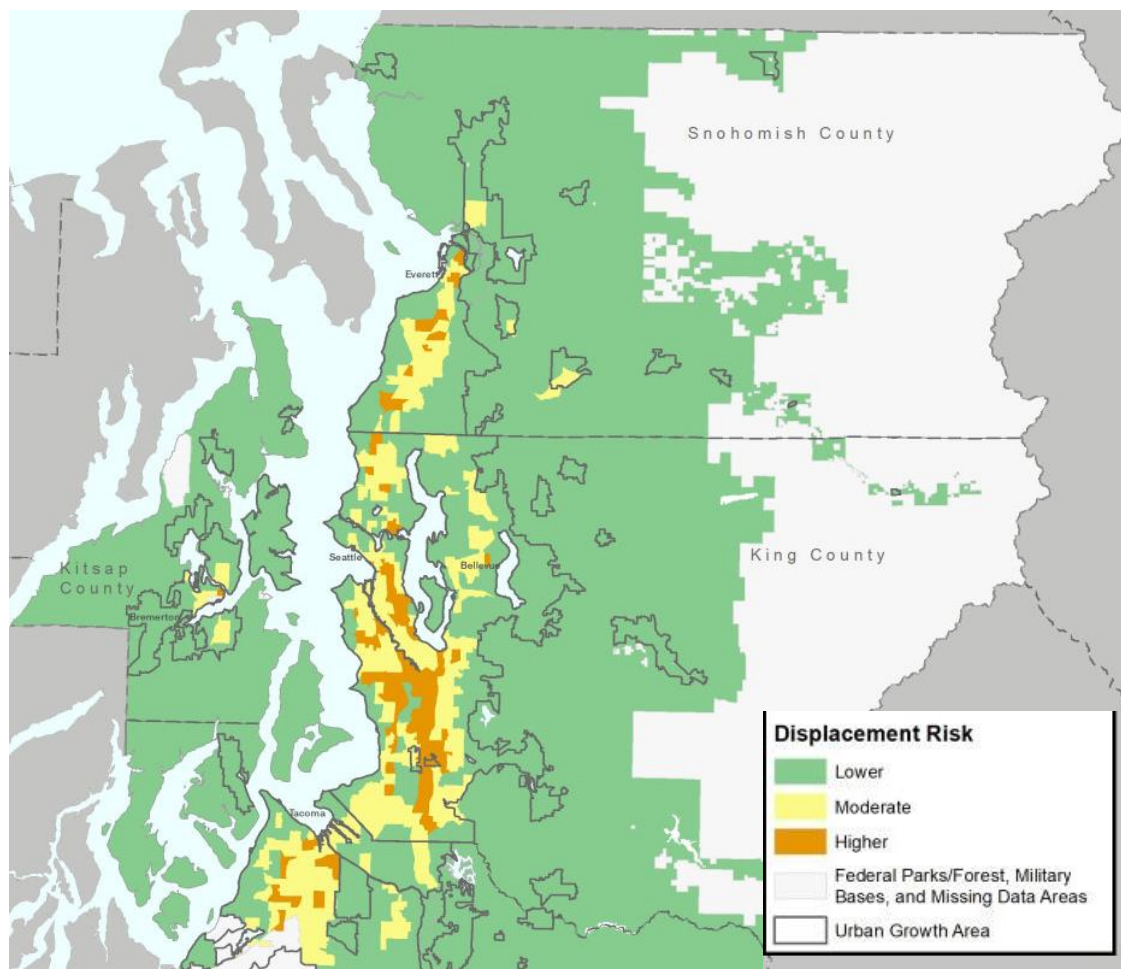 Snohomish County
Everett
King County
Seattle
Bellevue
Kitsap
County
Bremerton
Tacoma
Displacement Risk
Lower
Moderate
Higher
Federal Parks/Forest, Military
Bases, and Missing Data Areas
Urban Growth Area